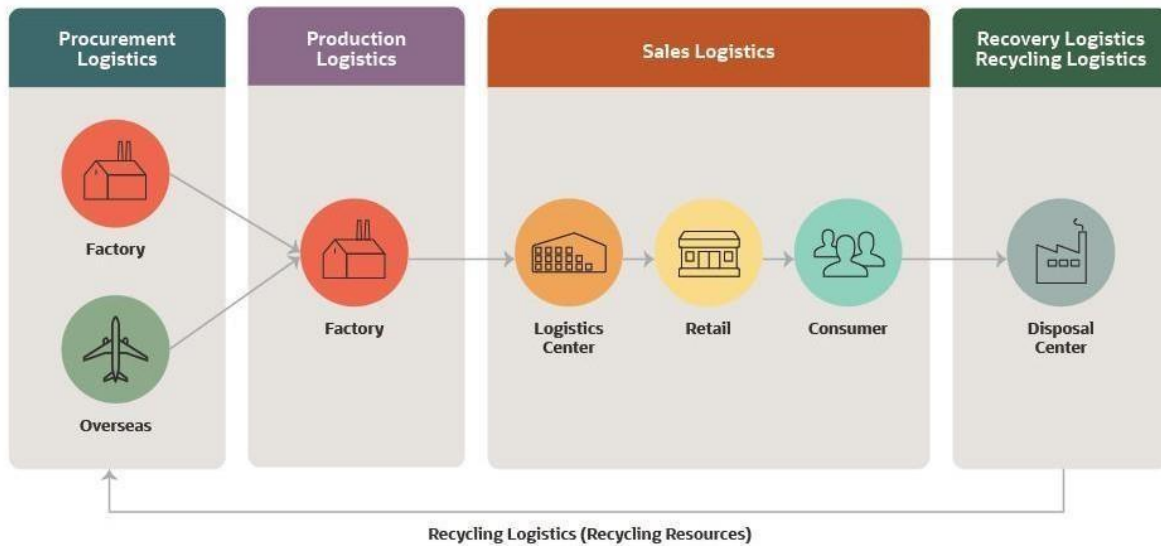 Procurement
Logistics
Production
Logistics
Sales Logistics
Recovery Logistics
Recycling Logistics
Factory
Overseas
Factory
Logistics
Center
Retail
Consumer
Disposal
Center
Recycling Logistics (Recycling Resources)